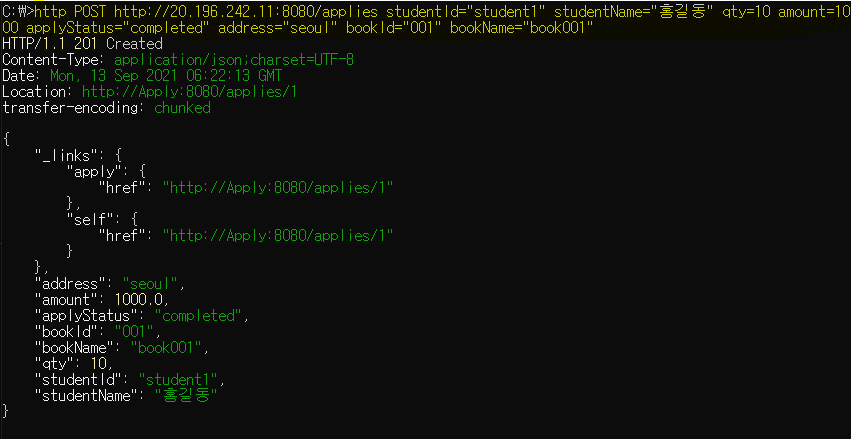 C:\>http POST http://20.196.242.11:8080/applies studentId="student1" studentName="홍길동" qty=10 amount=10
00 applyStatus="completed" address="seoul" bookId="001" bookName="book001"
HTTP/1.1 201 Created
Content-Type: application/json;charset=UTF-8
Date: Mon, 13 Sep 2021 06:22:13 GMT
Location: http://Apply:8080/applies/1
transfer-encoding: chunked
{
    "_links": {
        "apply": {
            "href": "http://Apply:8080/applies/1"
        },
        "self": {
            "href": "http://Apply:8080/applies/1"
        }
    },
    "address": "seoul",
    "amount": 1000.0,
    "applyStatus": "completed",
    "bookId": "001",
    "bookName": "book001",
    "qty": 10,
    "studentId": "student1",
    "studentName": "홍길동"
}